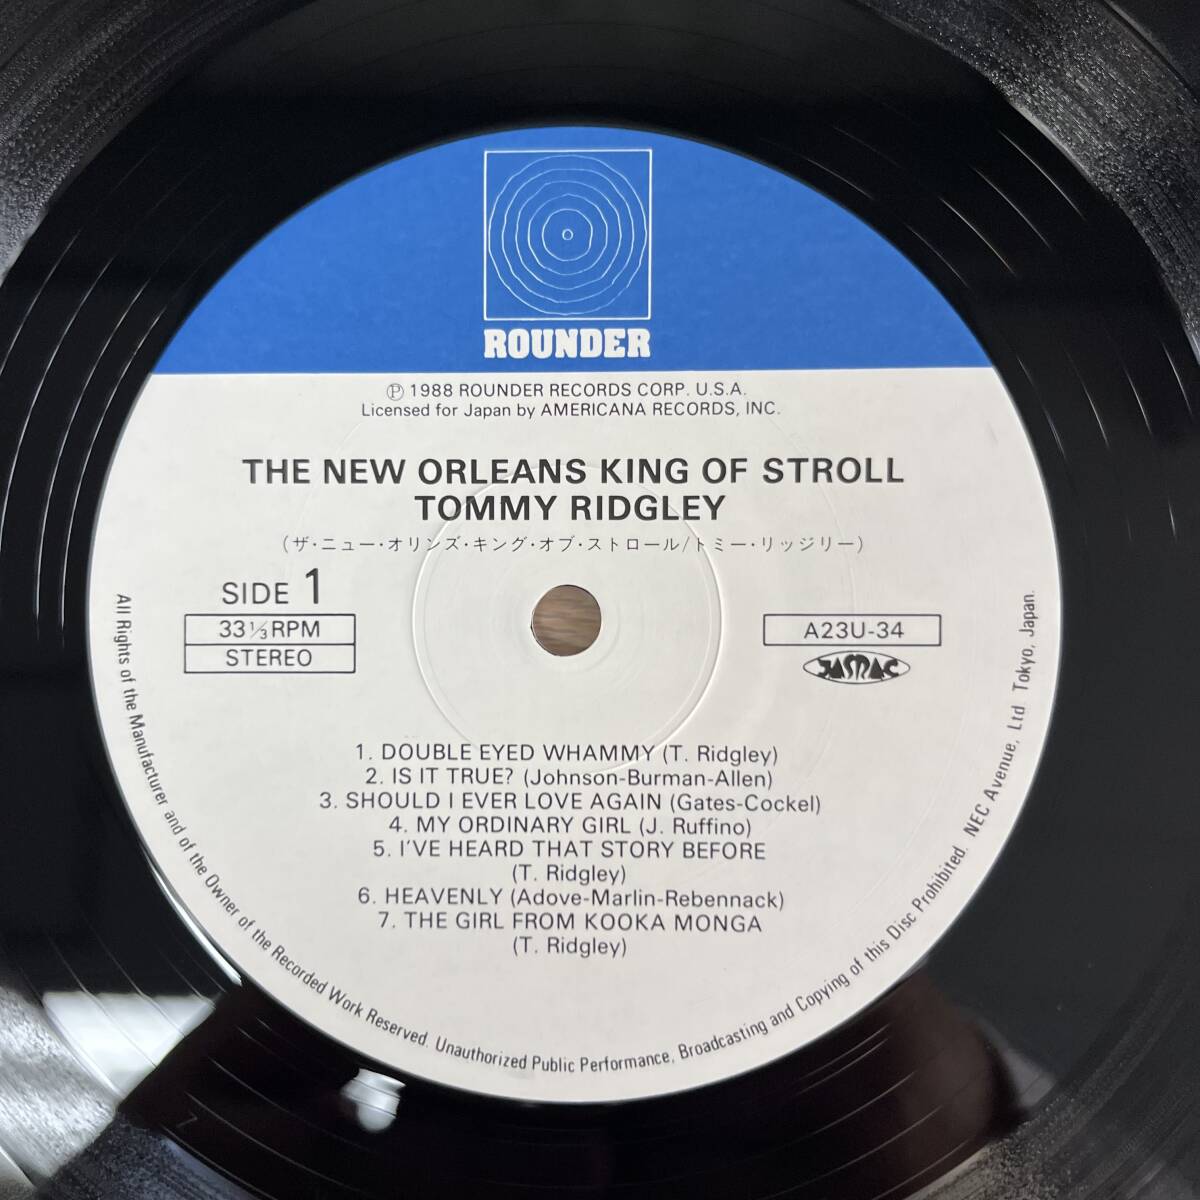 ROUNDER
Ⓟ 1988 ROUNDER RECORDS CORP. U.S.A.
Licensed for Japan by AMERICANA RECORDS, INC.
THE NEW ORLEANS KING OF STROLL
TOMMY RIDGLEY
(ザ・ニュー・オリンズ・キング・オブ・ストロール/トミー・リッジリー)
SIDE 1
33 1/3 RPM
STEREO
A23U-34
JASRAC
1. DOUBLE EYED WHAMMY (T. Ridgley)
2. IS IT TRUE? (Johnson-Burman-Allen)
3. SHOULD I EVER LOVE AGAIN (Gates-Cockel)
4. MY ORDINARY GIRL (J. Ruffino)
5. I'VE HEARD THAT STORY BEFORE
(T. Ridgley)
6. HEAVENLY (Adove-Marlin-Rebennack)
7. THE GIRL FROM KOOKA MONGA
(T. Ridgley)
All Rights of the Manufacturer and of the Owner of the Recorded Work Reserved. Unauthorized Public Performance, Broadcasting and Copying of this Disc Prohibited. NEC Avenue, Ltd Tokyo, Japan.